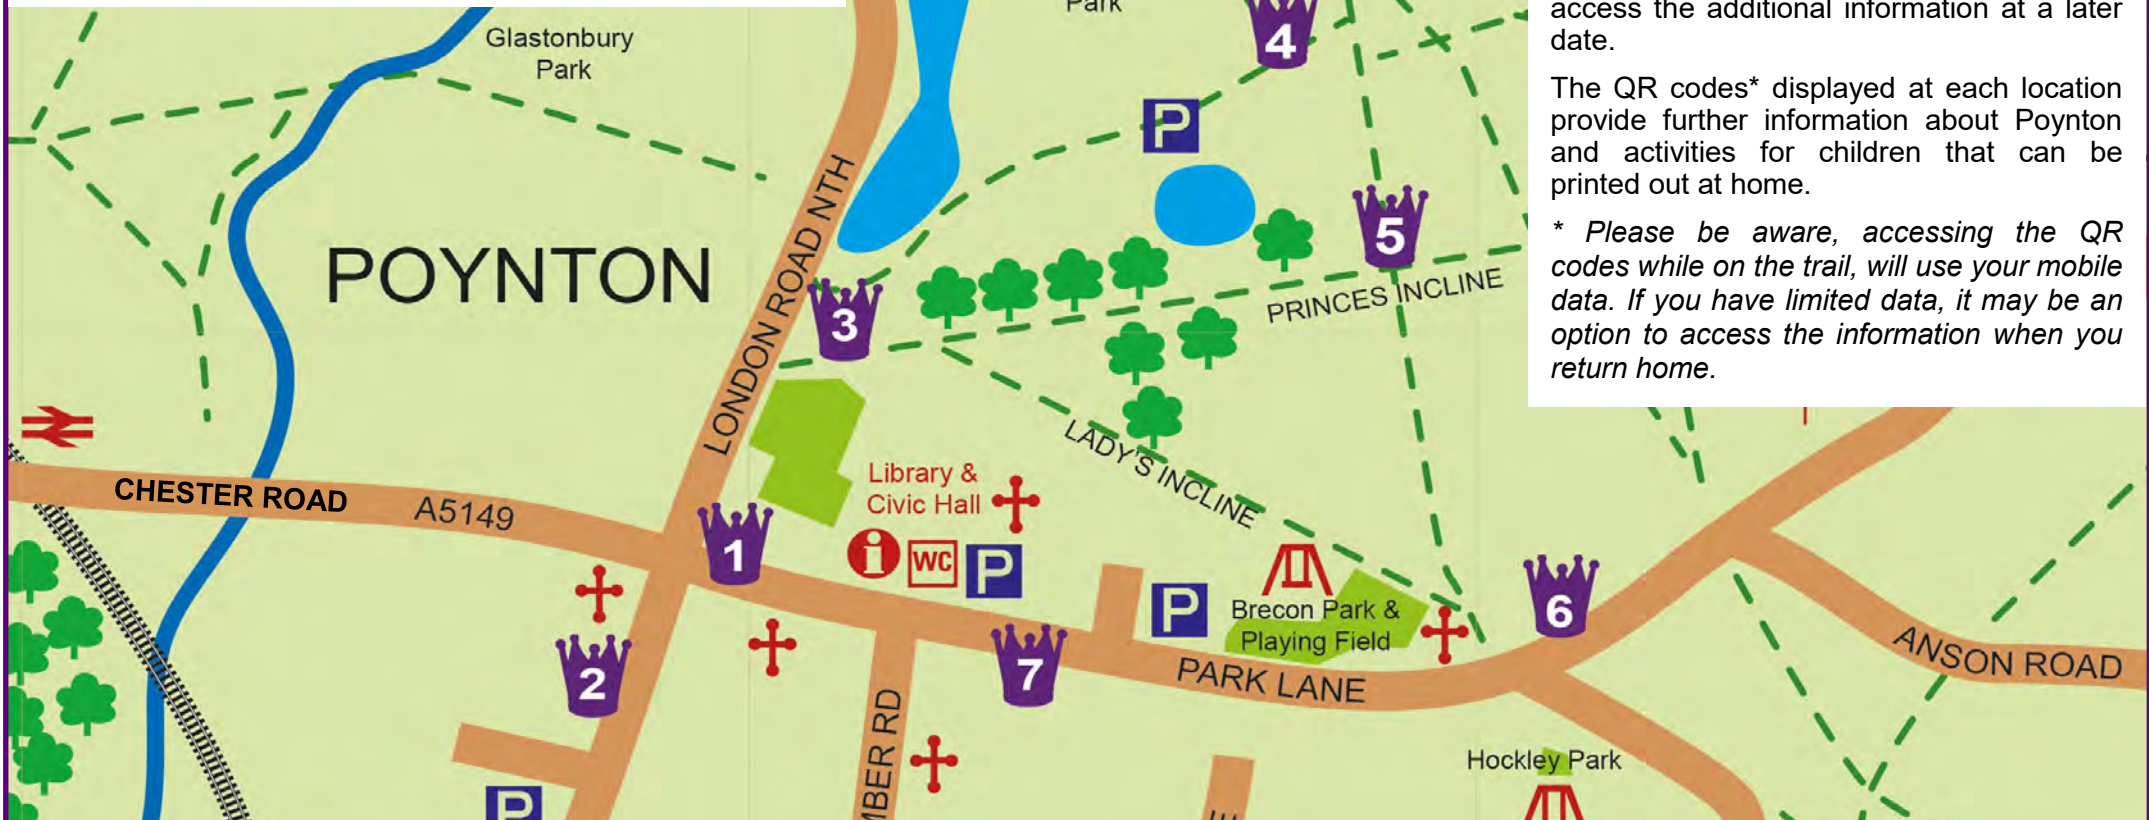 Glastonbury
Park
Park
4
P
access the additional information at a later
date.
The QR codes* displayed at each location
provide further information about Poynton
and activities for children that can be
printed out at home.
* Please be aware, accessing the QR
codes while on the trail, will use your mobile
data. If you have limited data, it may be an
option to access the information when you
return home.
POYNTON
LONDON ROAD NTH
3
5
PRINCES INCLINE
LADY'S INCLINE
CHESTER ROAD
A5149
Library &
Civic Hall
1
i
WC
P
P
Brecon Park &
Playing Field
6
2
7
PARK LANE
ANSON ROAD
MBER RD
Hockley Park
P